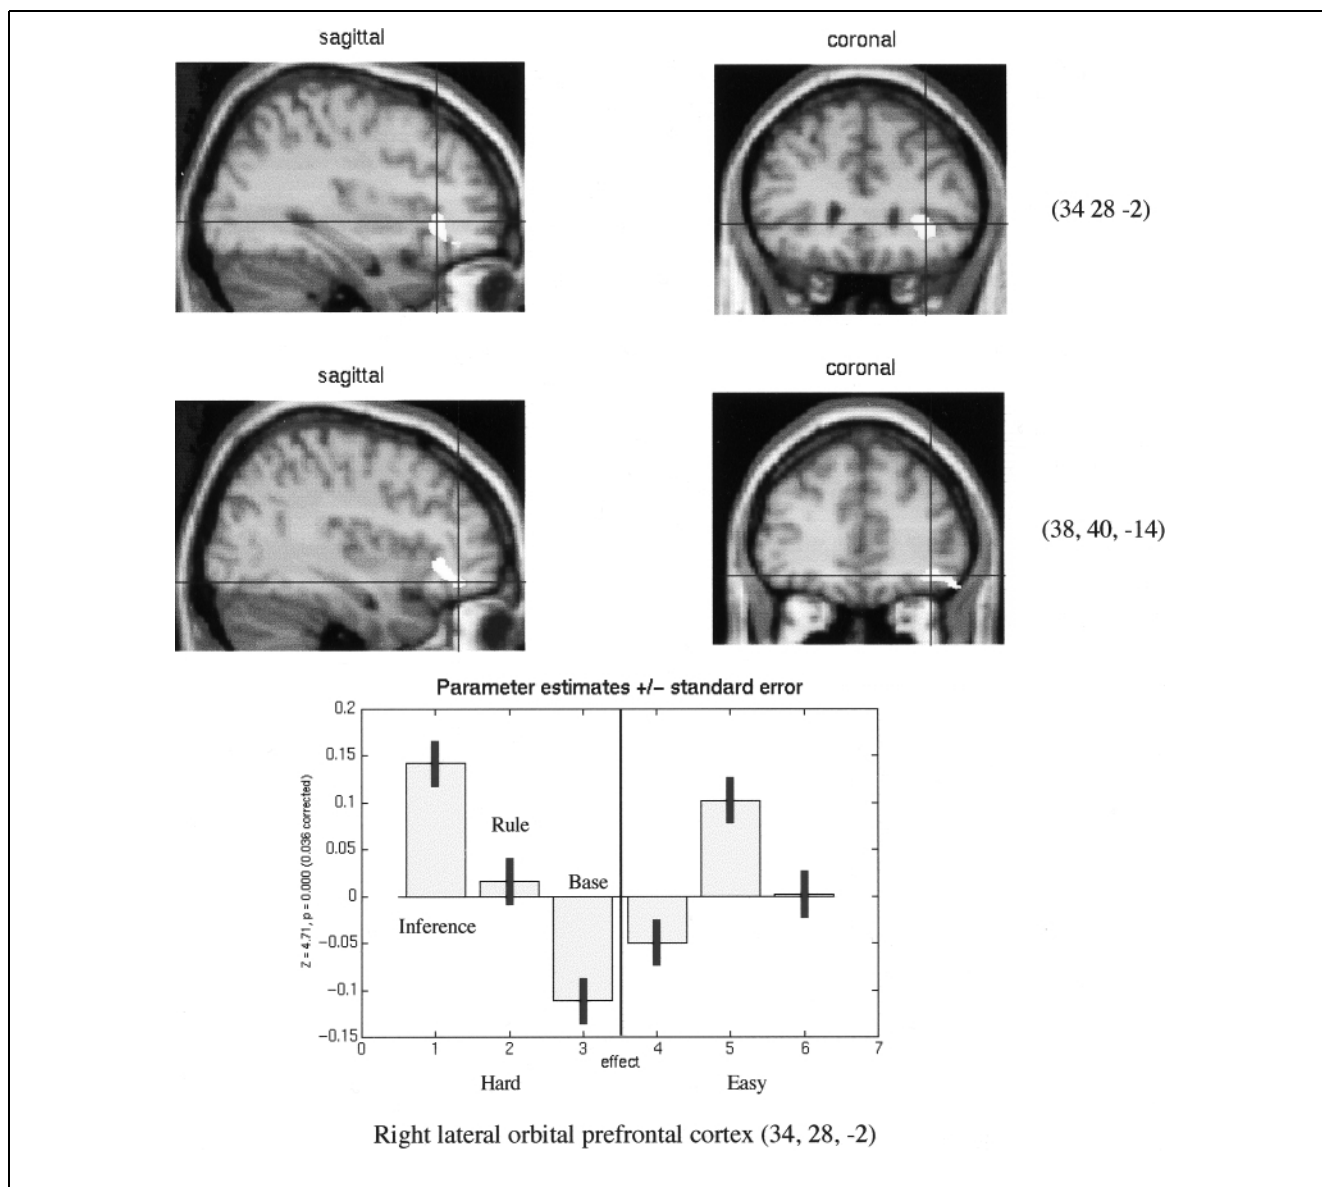 sagittal
coronal
(34 28 -2)
sagittal
coronal
(38, 40, -14)
Parameter estimates +/− standard error
Z = 4.71, p = 0.000 (0.036 corrected)
0.2
0.15
0.1
0.05
0
−0.05
−0.1
−0.15
Rule
Base
Inference
0 1 2 3 4 5 6 7
effect
Hard Easy
Right lateral orbital prefrontal cortex (34, 28, -2)